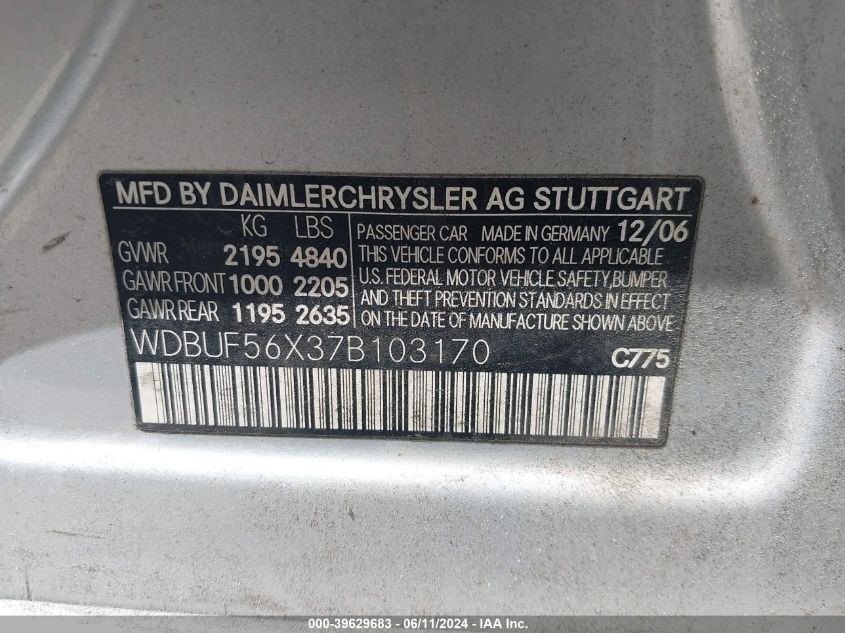 MFD BY DAIMLERCHRYSLER AG STUTTGART
KG LBS
GVWR 2195 4840
GAWR FRONT 1000 2205
GAWR REAR 1195 2635
PASSENGER CAR MADE IN GERMANY 12/06
THIS VEHICLE CONFORMS TO ALL APPLICABLE
U.S. FEDERAL MOTOR VEHICLE SAFETY, BUMPER
AND THEFT PREVENTION STANDARDS IN EFFECT
ON THE DATE OF MANUFACTURE SHOWN ABOVE
WDBUF56X37B103170 C775
000-39629683 / 06/11/2024 - IAAI.COM